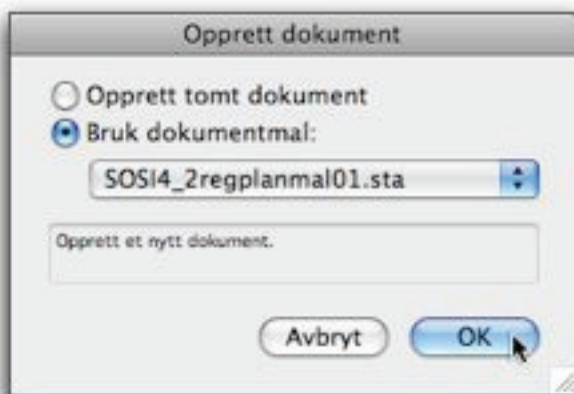 Opprett dokument
Opprett tomt dokument
Bruk dokumentmal:
SOSI4_2regplanmal01.sta
Opprett et nytt dokument.
Avbryt OK